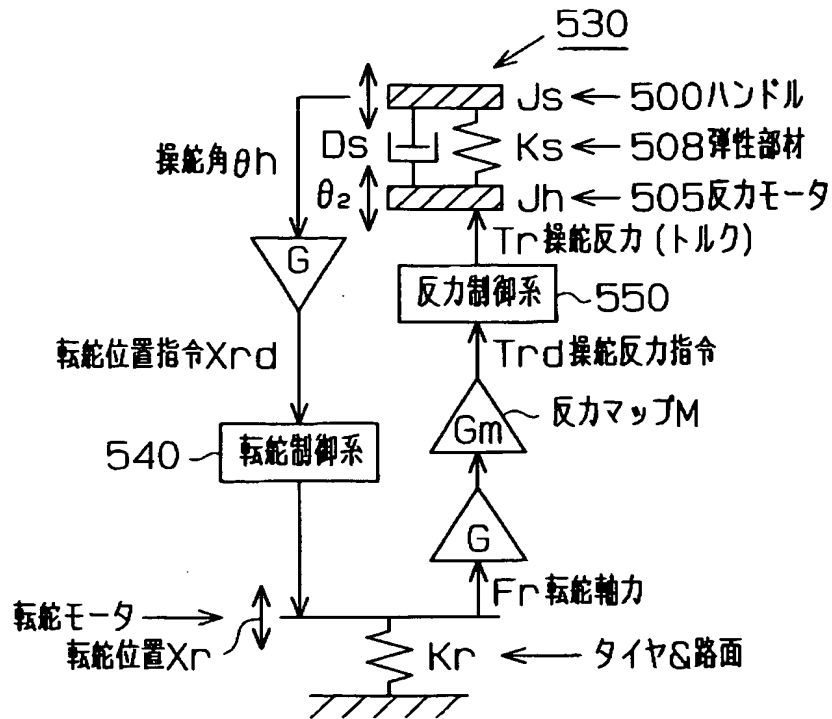 530
Js ← 500ハンドル
Ds
Ks ← 508弾性部材
操舵角θh
θ2
Jh ← 505反力モータ
Tr操舵反力(トルク)
G
反力制御系
550
転舵位置指令Xrd
Trd操舵反力指令
Gm
反力マップM
540
転舵制御系
G
Fr転舵軸力
転舵モータ
転舵位置Xr
Kr ← タイヤ&路面